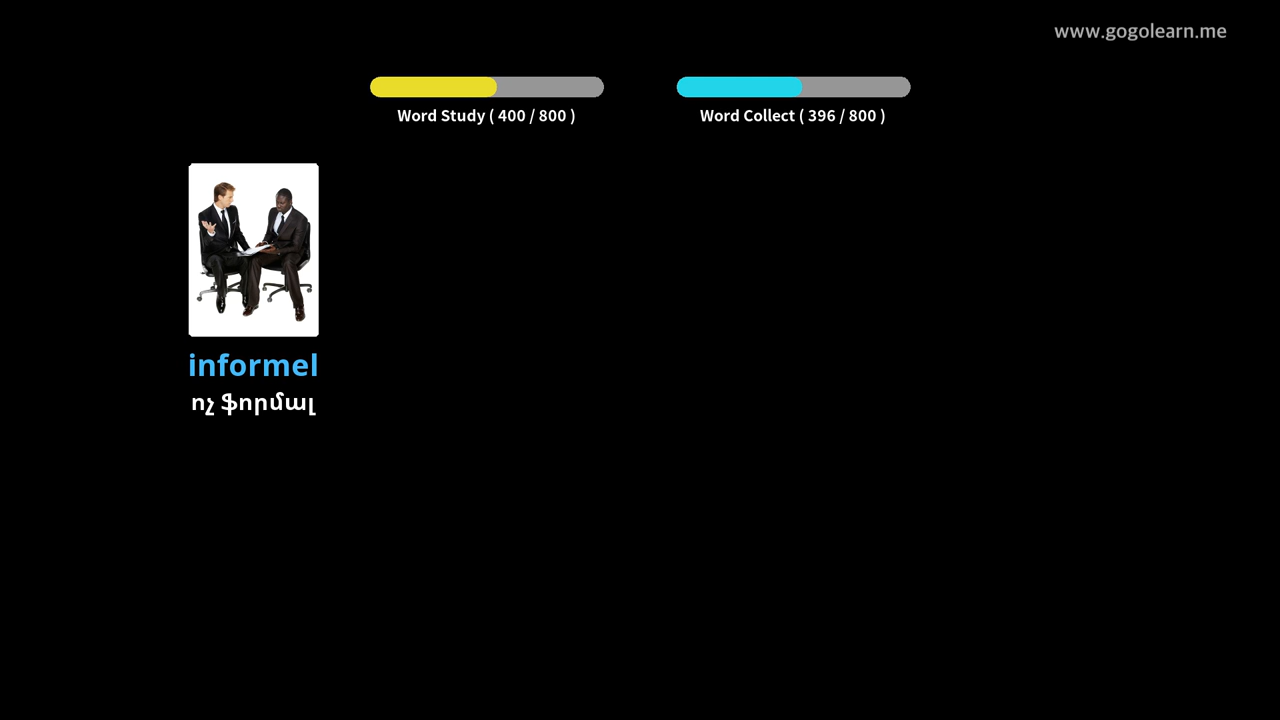 www.gogolearn.me
Word Study ( 400 / 800 )
Word Collect ( 396 / 800 )
informel
ոչ ֆորմալ